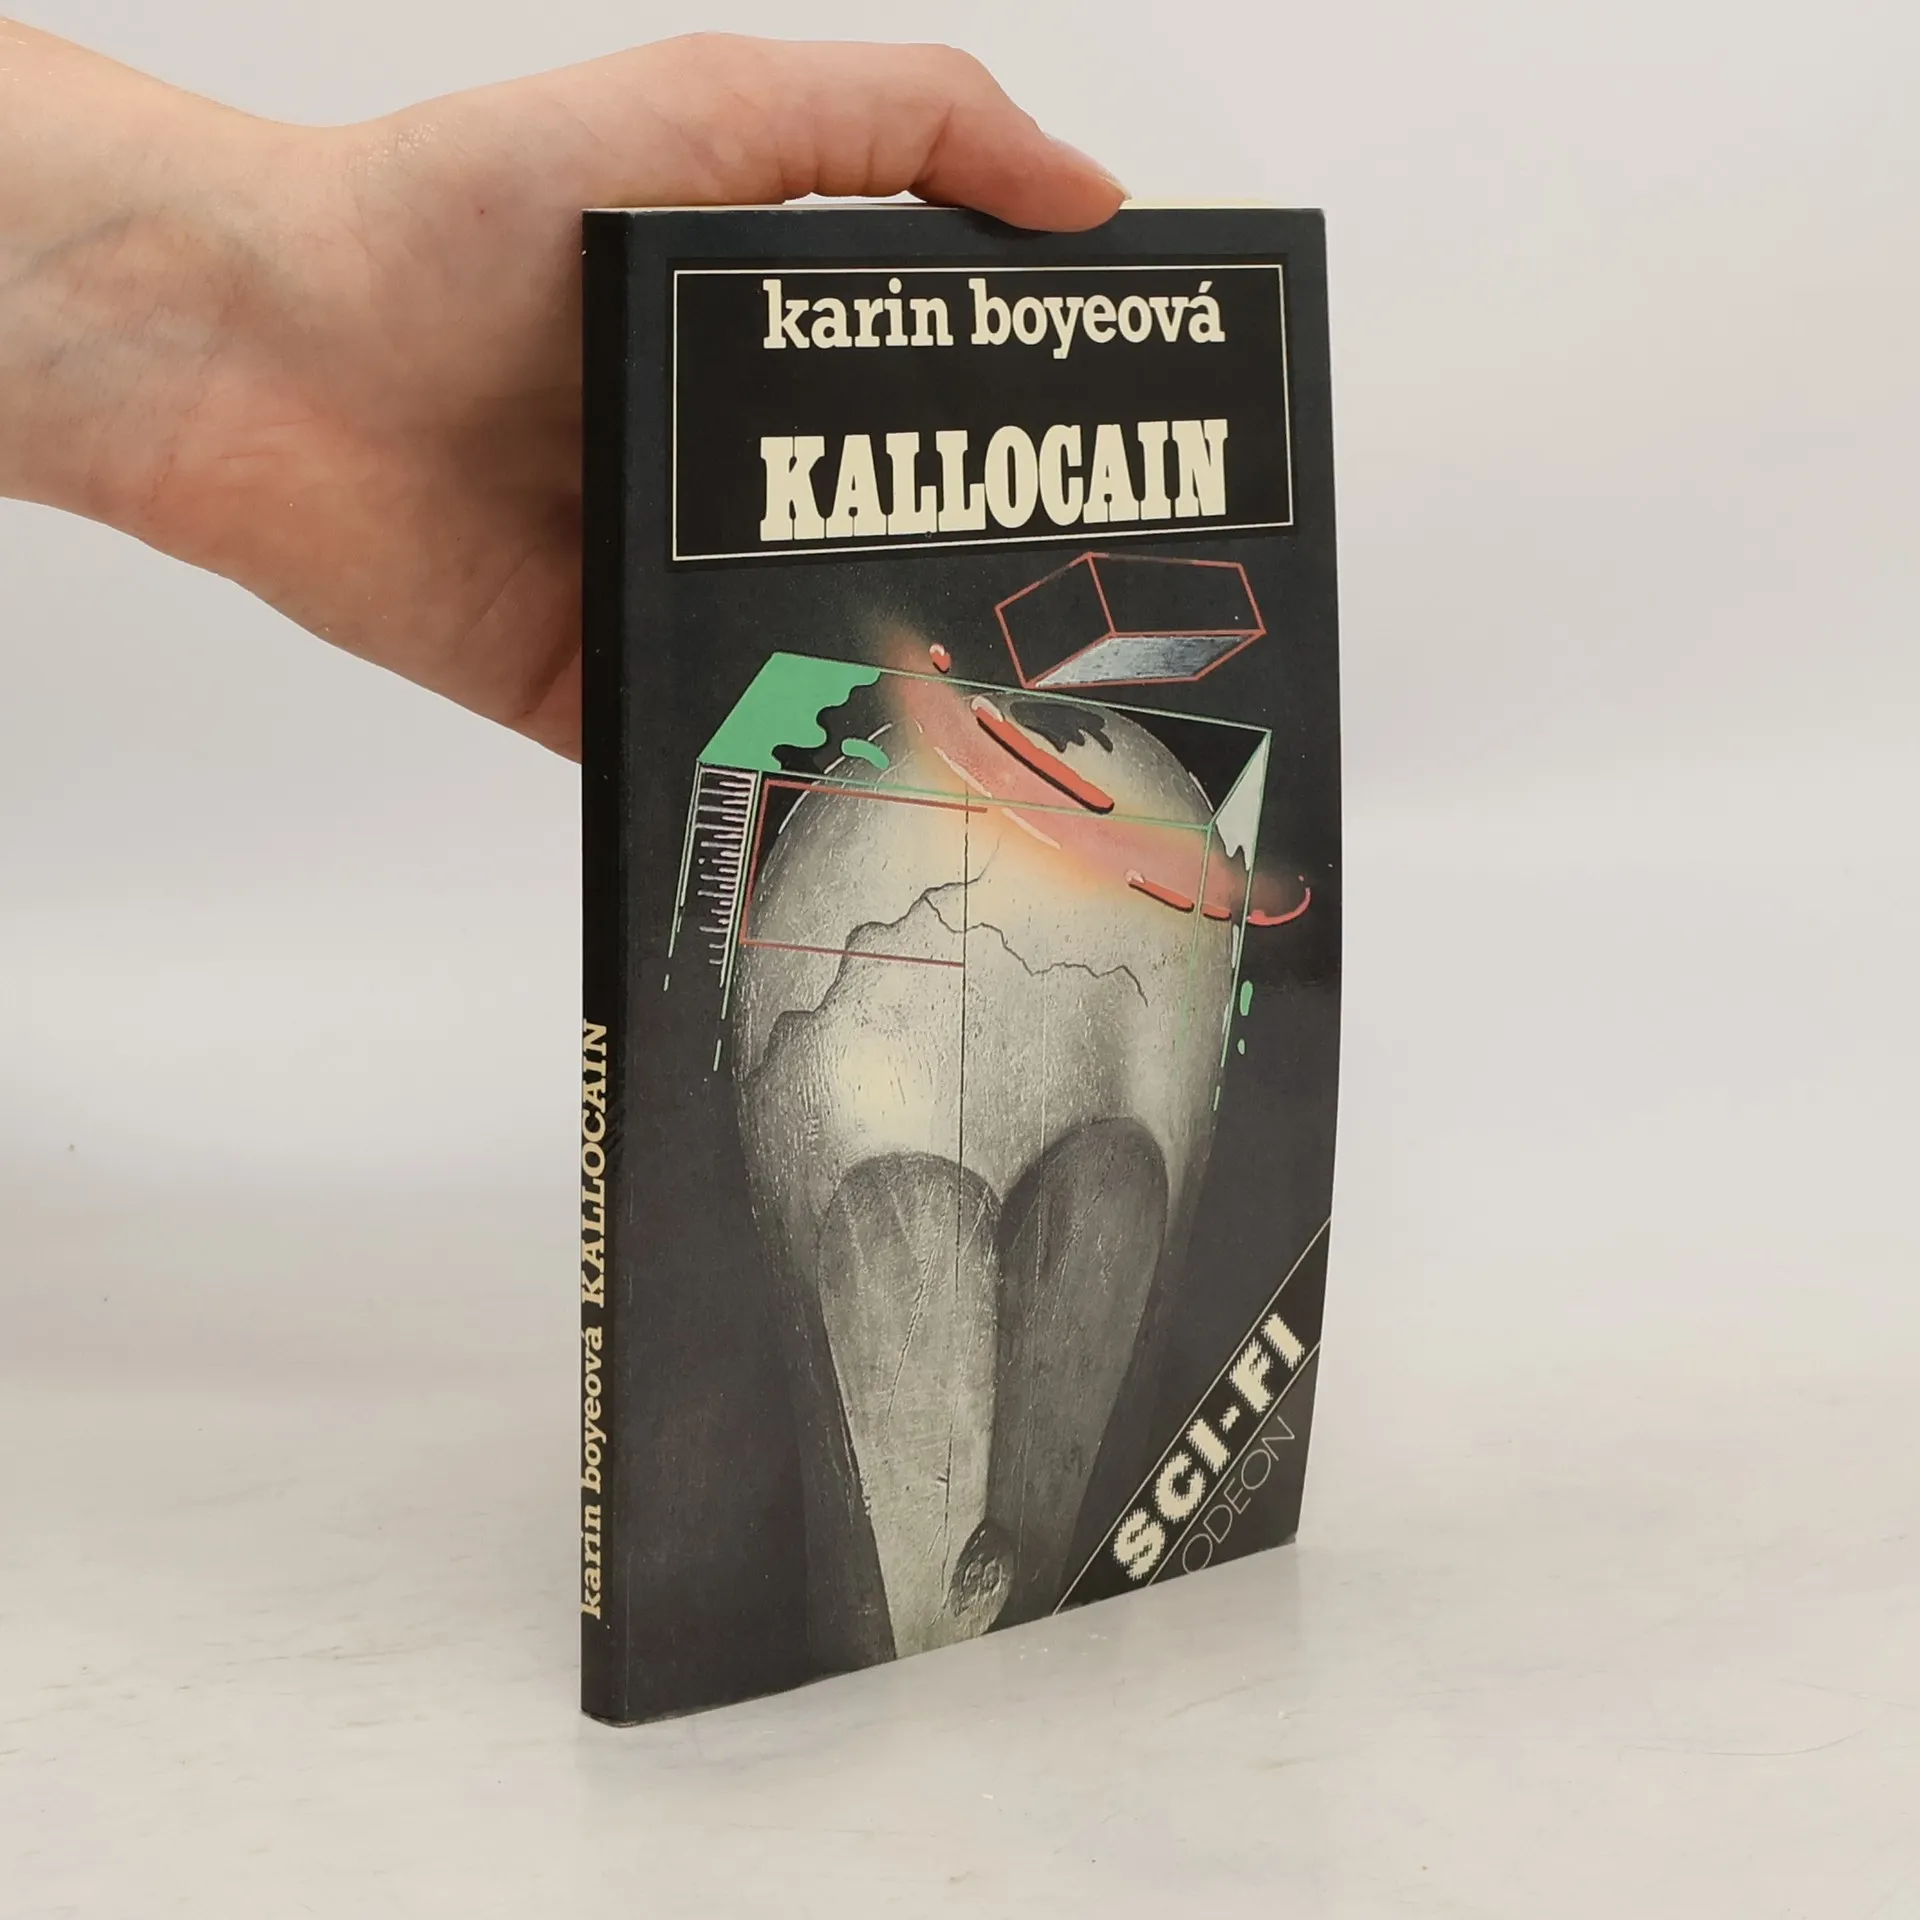 karin boyeová
KALLOCAIN
SCI-FI
ODEON
karin boyeová KALLOCAIN